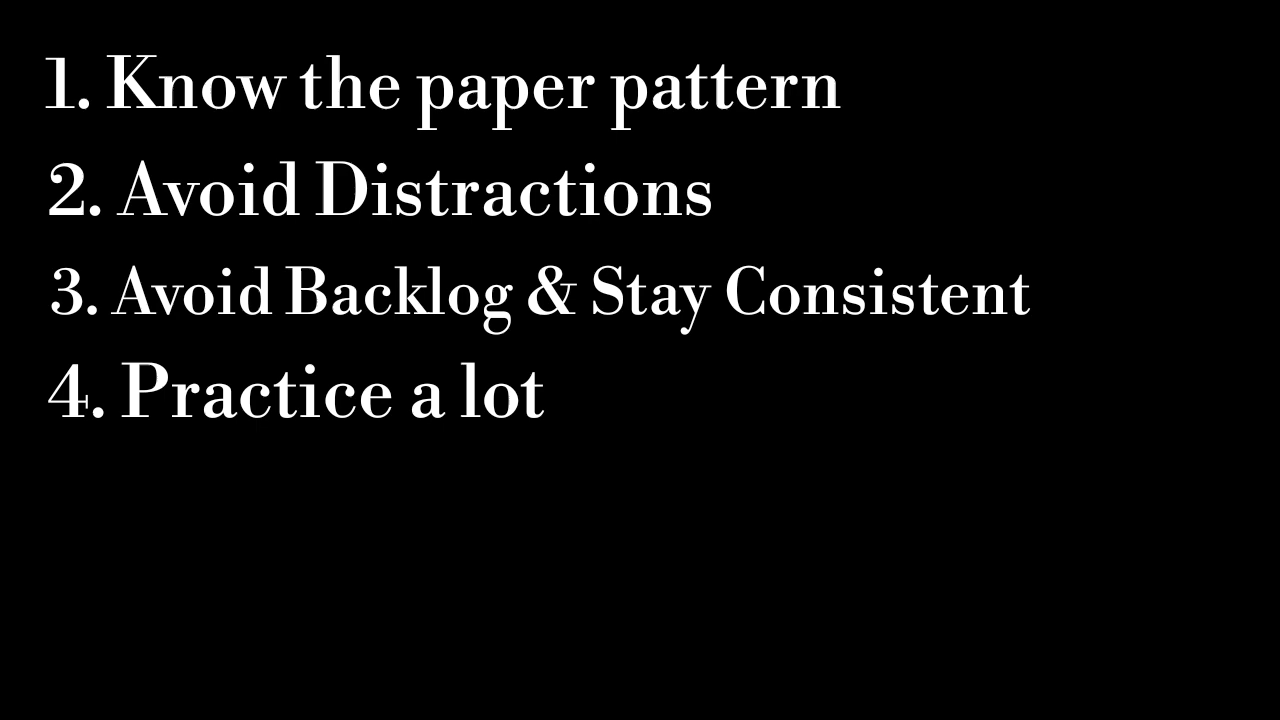 1. Know the paper pattern
2. Avoid Distractions
3. Avoid Backlog & Stay Consistent
4. Practice a lot